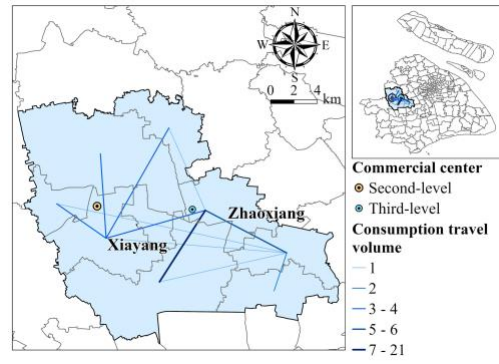 N
W
E
S
0 2 4
km
Zhaoxiang
Xiayang
Commercial center
Second-level
Third-level
Consumption travel
volume
1
2
3 - 4
5 - 6
7 - 21